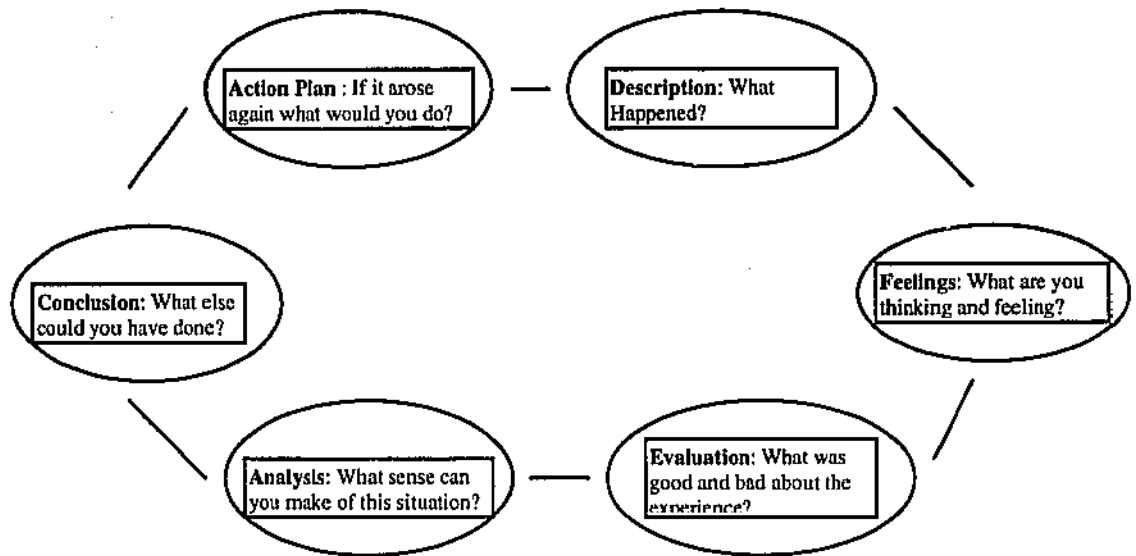 Action Plan : If it arose
again what would you do?
Description: What
Happened?
Feelings: What are you
thinking and feeling?
Evaluation: What was
good and bad about the
experience?
Analysis: What sense can
you make of this situation?
Conclusion: What else
could you have done?